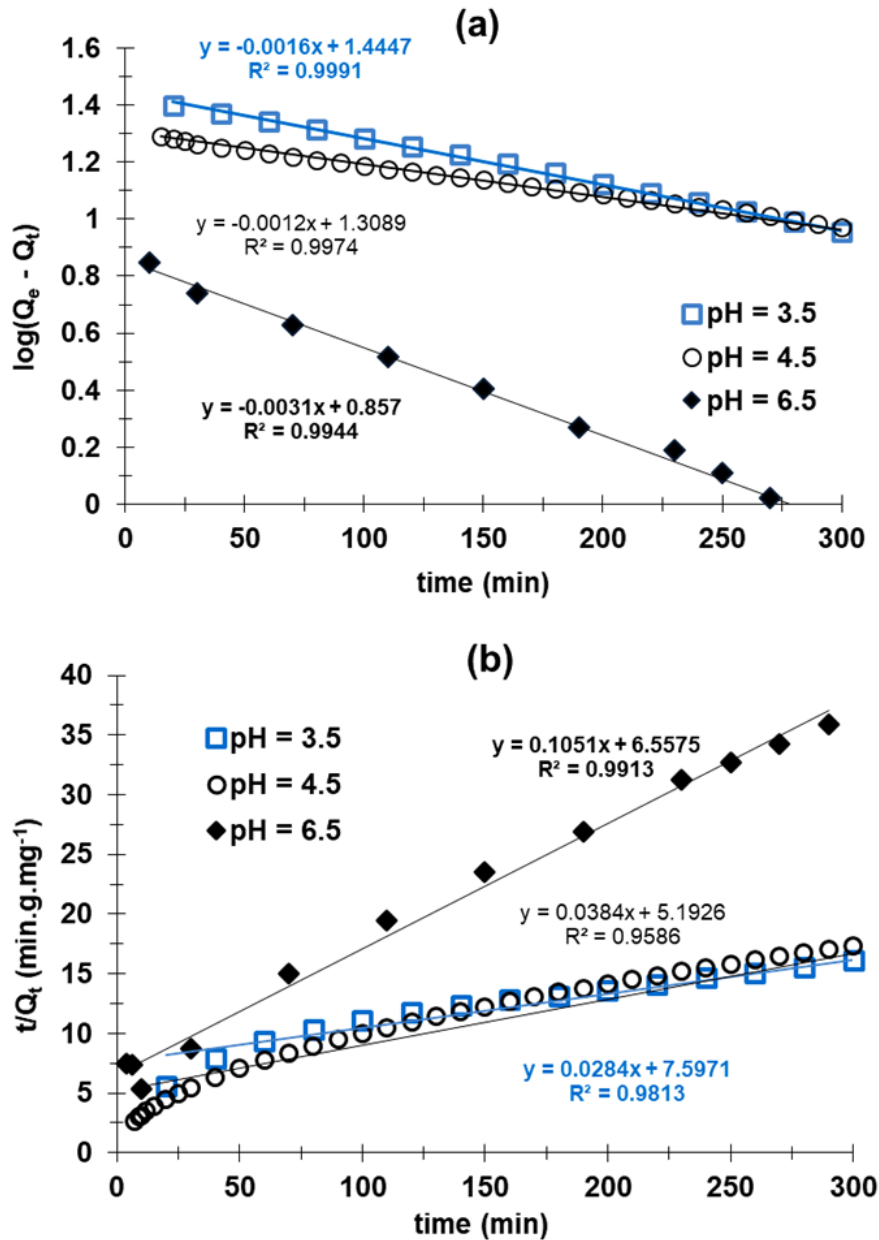 (a)
y = -0.0016x + 1.4447
R² = 0.9991
1.6
1.4
1.2
1
0.8
0.6
0.4
0.2
0
log(Qe - Qt)
y = -0.0012x + 1.3089
R² = 0.9974
y = -0.0031x + 0.857
R² = 0.9944
pH = 3.5
pH = 4.5
pH = 6.5
0 50 100 150 200 250 300
time (min)
(b)
40
35
30
25
20
15
10
5
0
t/Qt (min.g.mg⁻¹)
pH = 3.5
pH = 4.5
pH = 6.5
y = 0.1051x + 6.5575
R² = 0.9913
y = 0.0384x + 5.1926
R² = 0.9586
y = 0.0284x + 7.5971
R² = 0.9813
0 50 100 150 200 250 300
time (min)